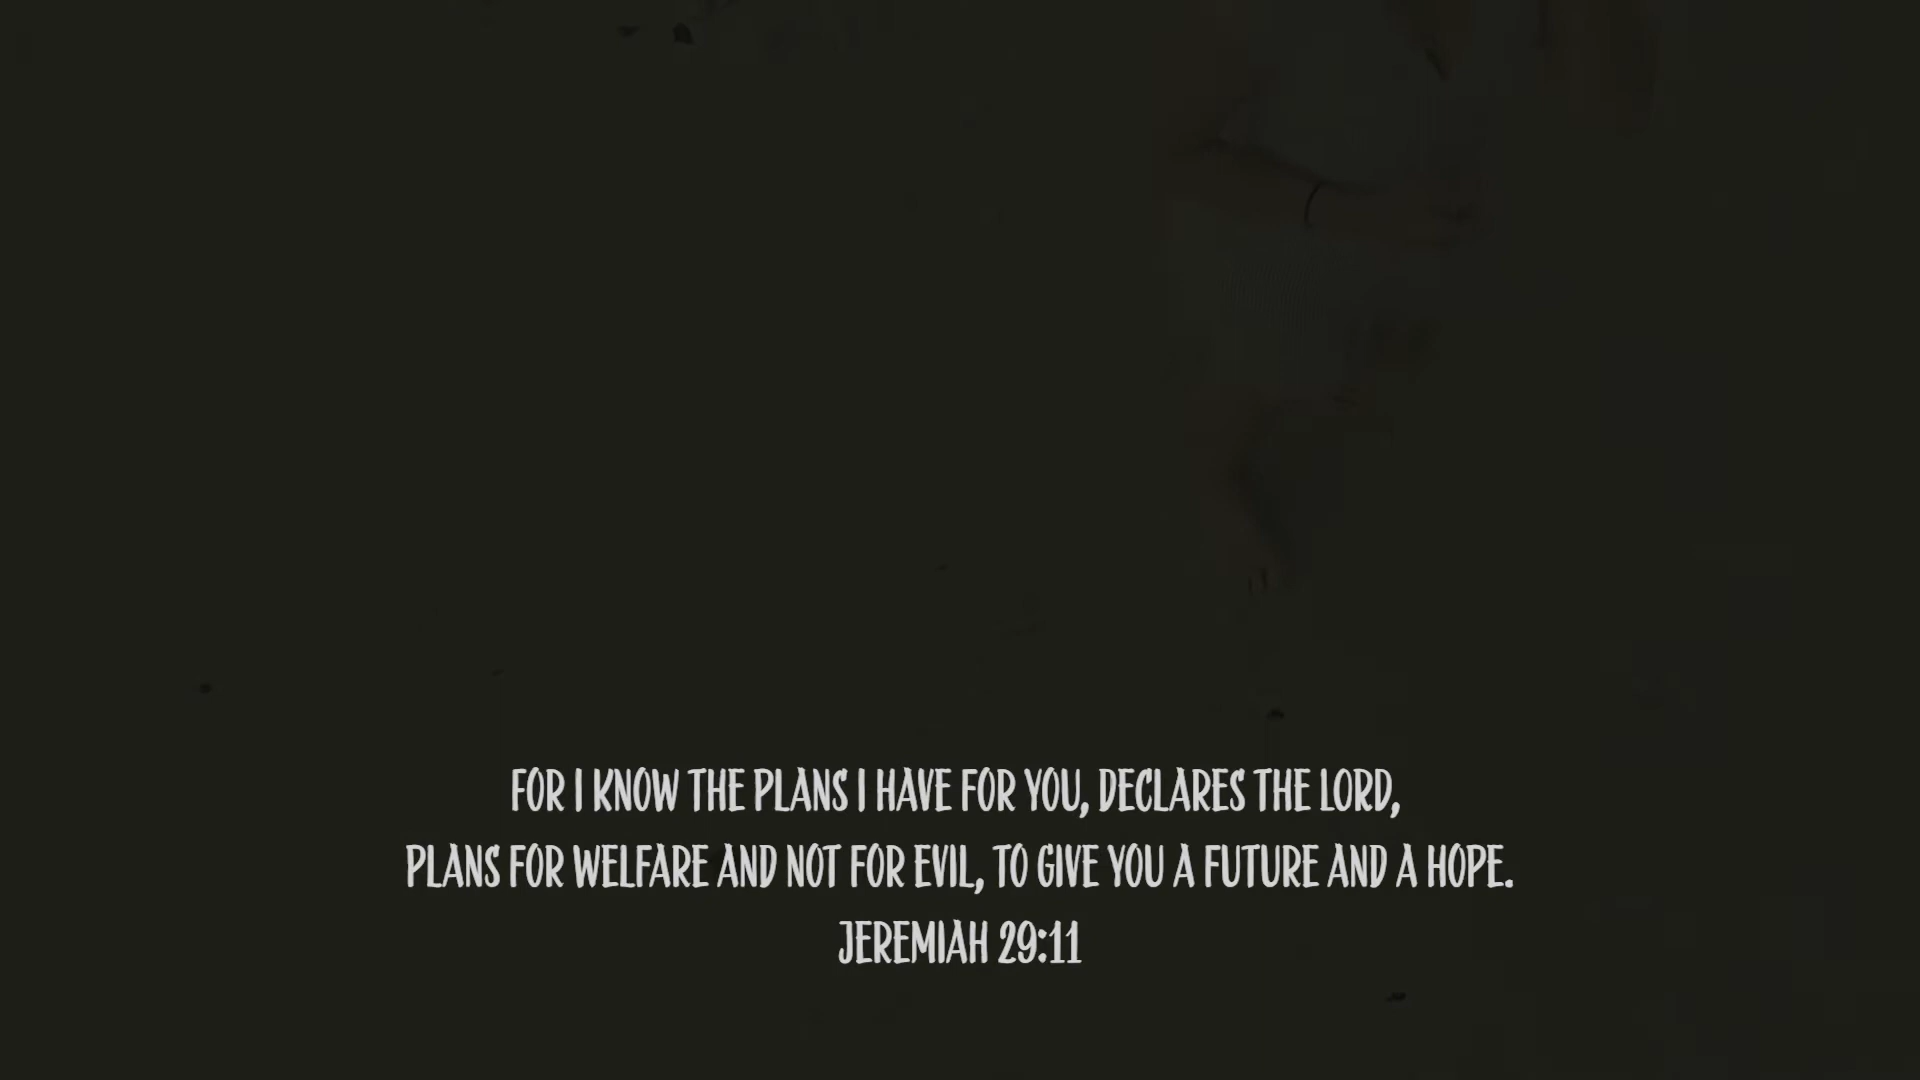 FOR I KNOW THE PLANS I HAVE FOR YOU, DECLARES THE LORD,
PLANS FOR WELFARE AND NOT FOR EVIL, TO GIVE YOU A FUTURE AND A HOPE.
JEREMIAH 29:11